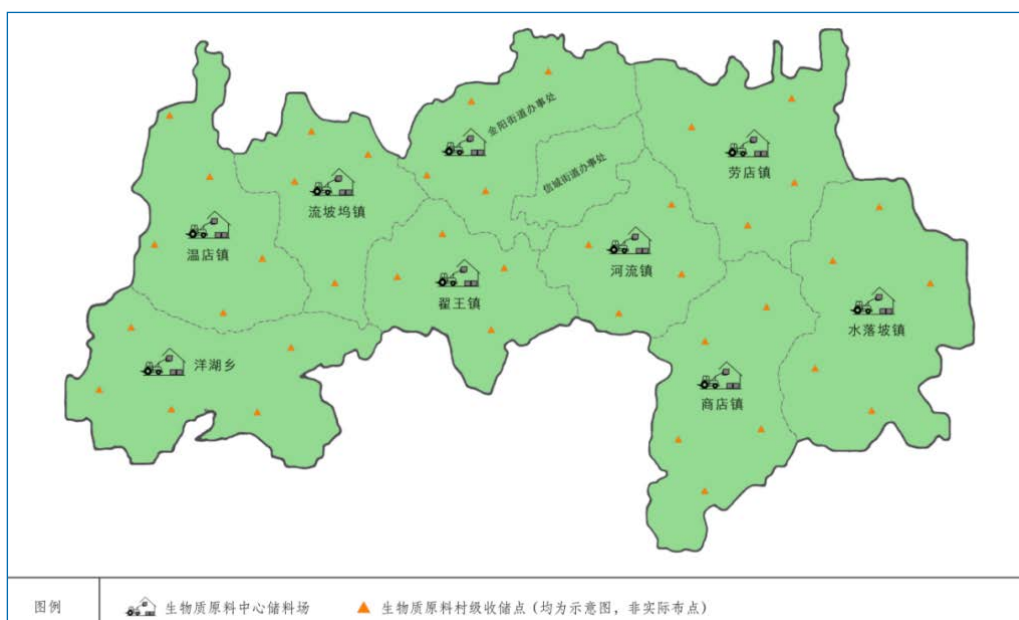 金阳街道办事处
信城街道办事处
劳店镇
流坡坞镇
温店镇
河流镇
翟王镇
水落坡镇
洋湖乡
商店镇
图例
生物质原料中心储料场
生物质原料村级收储点（均为示意图，非实际布点）